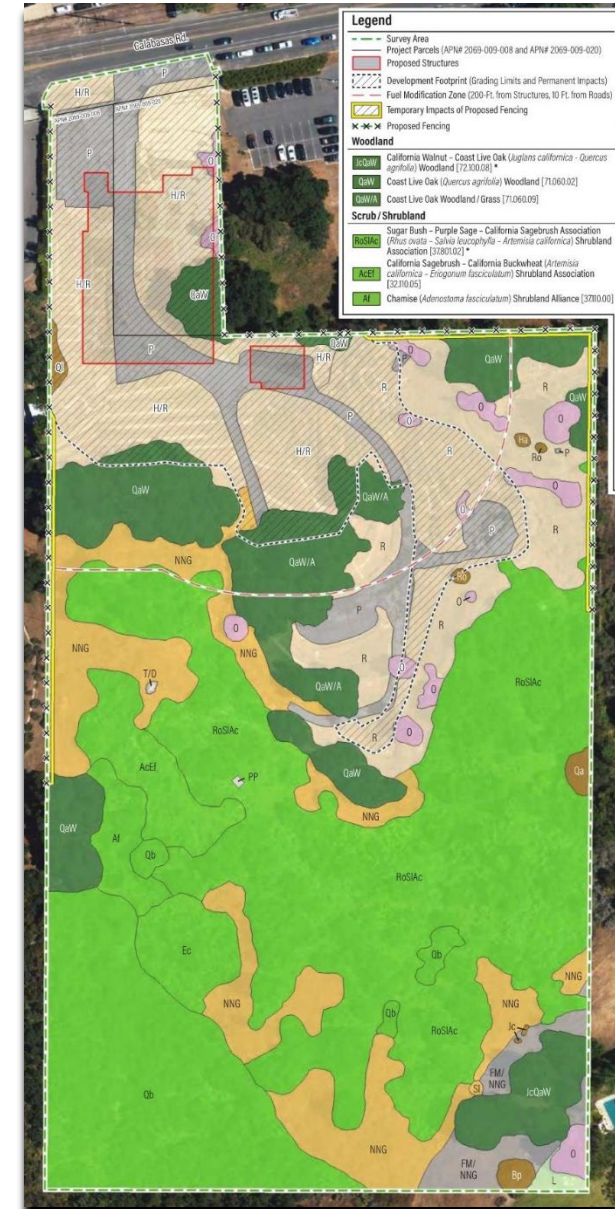 Calabasas Rd.
Legend
Survey Area
Project Parcels (APN# 2069-009-008 and APN# 2069-009-020)
Proposed Structures
Development Footprint (Grading Limits and Permanent Impacts)
Fuel Modification Zone (200-Ft. from Structures, 10 Ft. from Roads)
Temporary Impacts of Proposed Fencing
Proposed Fencing
Woodland
JcQaW California Walnut – Coast Live Oak (Juglans californica - Quercus
agrifolia) Woodland [72.100.08] *
QaW Coast Live Oak (Quercus agrifolia) Woodland [71.060.02]
QaW/A Coast Live Oak Woodland / Grass [71.060.09]
Scrub / Shrubland
RoSlAc Sugar Bush – Purple Sage – California Sagebrush Association
(Rhus ovata - Salvia leucophylla - Artemisia californica) Shrubland
Association [37.801.02] *
AcEf California Sagebrush – California Buckwheat (Artemisia
californica - Eriogonum fasciculatum) Shrubland Association
[32.110.05]
Af Chamise (Adenostoma fasciculatum) Shrubland Alliance [37.110.00]
P
H/R
P
O
H/R
O
H/R
QaW
P
QaW
H/R
P
O
R
QaW
R
H/R
P
O
O
QaW
H/R
R
Ha
Ro
P
O
QaW
QaW/A
O
P
R
NNG
QaW/A
R
Ro
O
P
R
NNG
O
NNG
R
O
T/D
QaW/A
O
RoSlAc
RoSlAc
R
O
AcEf
PP
QaW
Qa
NNG
QaW
Af
Qb
RoSlAc
Ec
Qb
NNG
NNG
NNG
Qb
RoSlAc
Jc
FM/
NNG
Qb
Sl
JcQaW
NNG
O
FM/
NNG
Bp
L